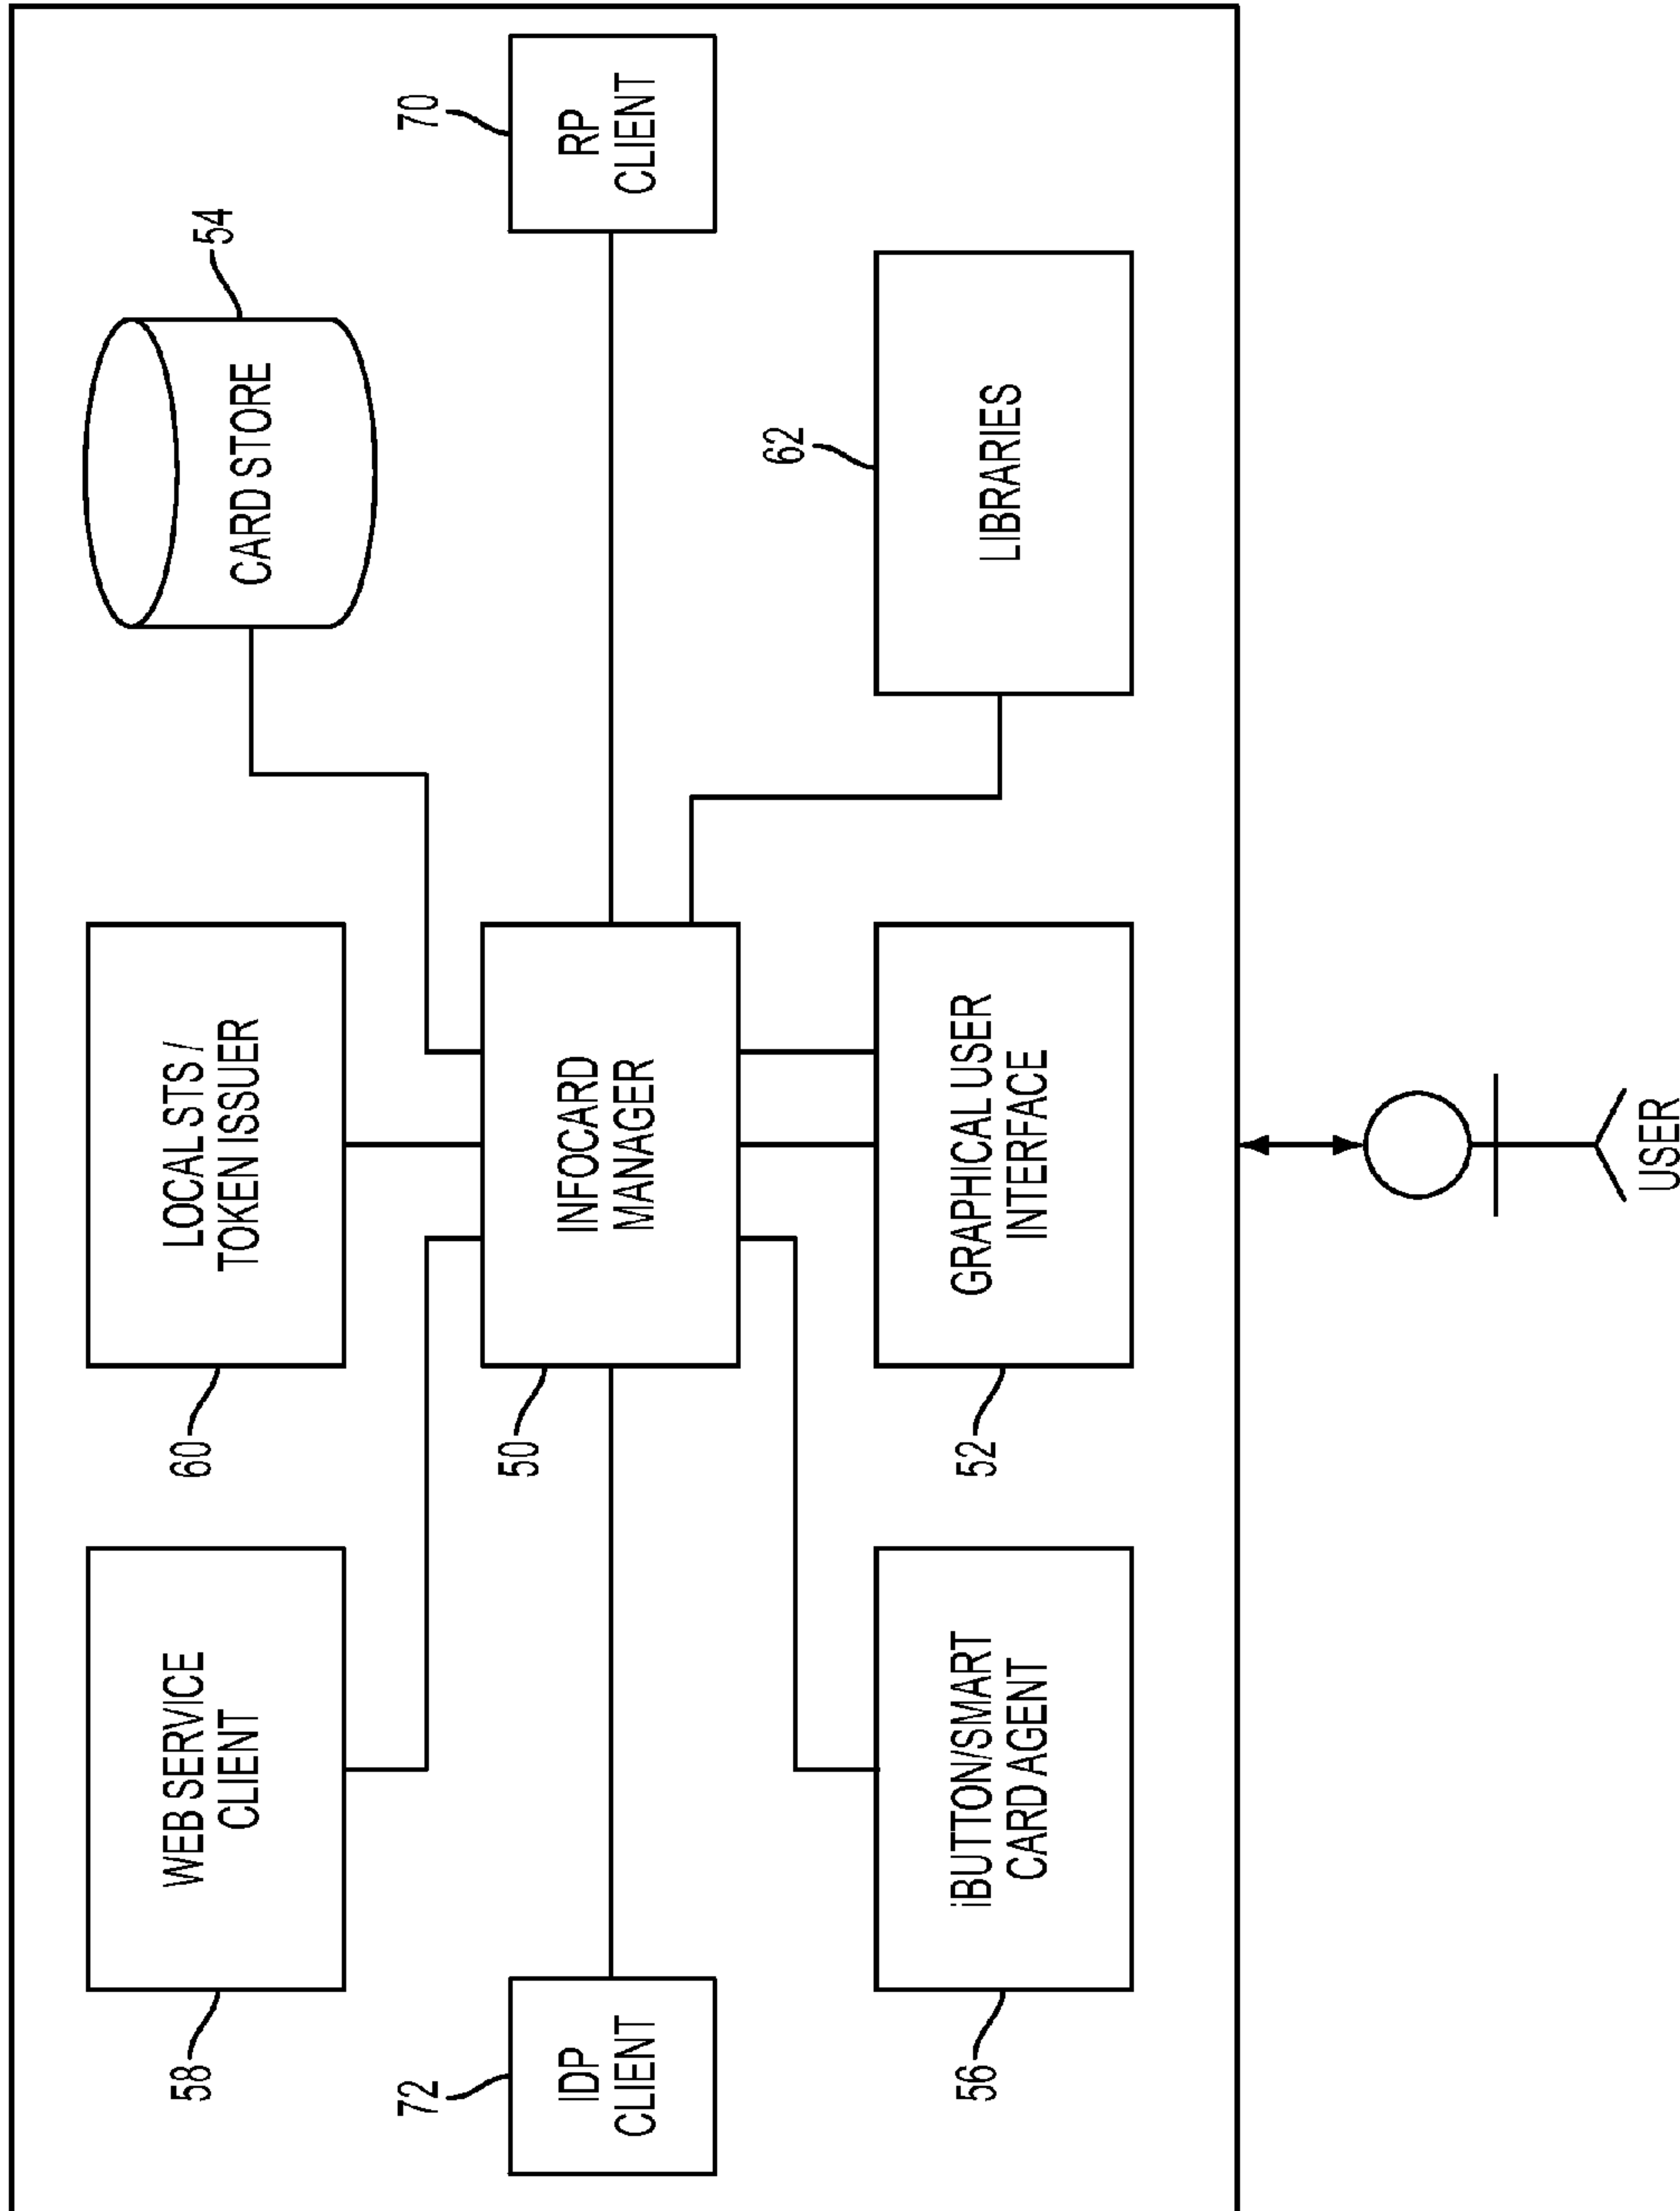 58
WEB SERVICE
CLIENT
60
LOCAL STS /
TOKEN ISSUER
CARD STORE
54
72
IDP
CLIENT
50
INFOCARD
MANAGER
70
RP
CLIENT
56
iBUTTON/SMART
CARD AGENT
52
GRAPHICAL USER
INTERFACE
62
LIBRARIES
USER